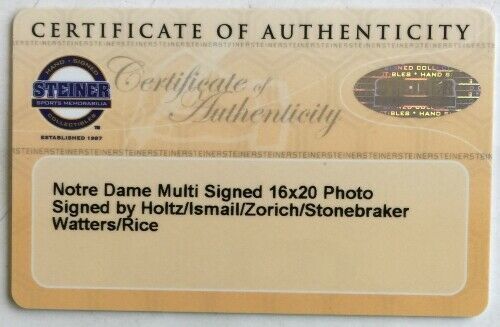 CERTIFICATE OF AUTHENTICITY
HAND • SIGNED
STEINER
SPORTS MEMORABILIA
COLLECTIBLES
TM
ESTABLISHED 1987
Certificate of
Authenticity
Notre Dame Multi Signed 16x20 Photo
Signed by Holtz/Ismail/Zorich/Stonebraker
Watters/Rice